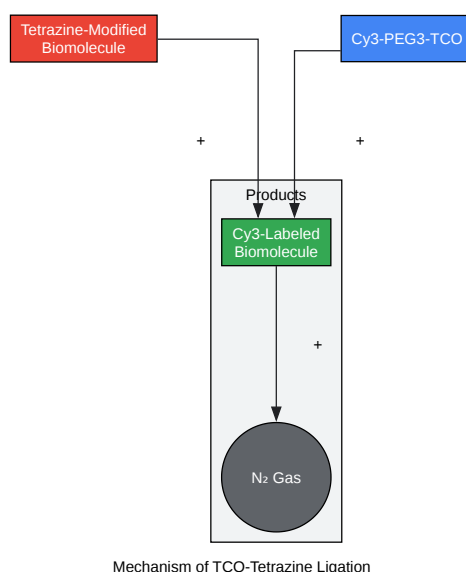 Tetrazine-Modified
Biomolecule
Cy3-PEG3-TCO
+
+
Products
Cy3-Labeled
Biomolecule
+
N₂ Gas
Mechanism of TCO-Tetrazine Ligation